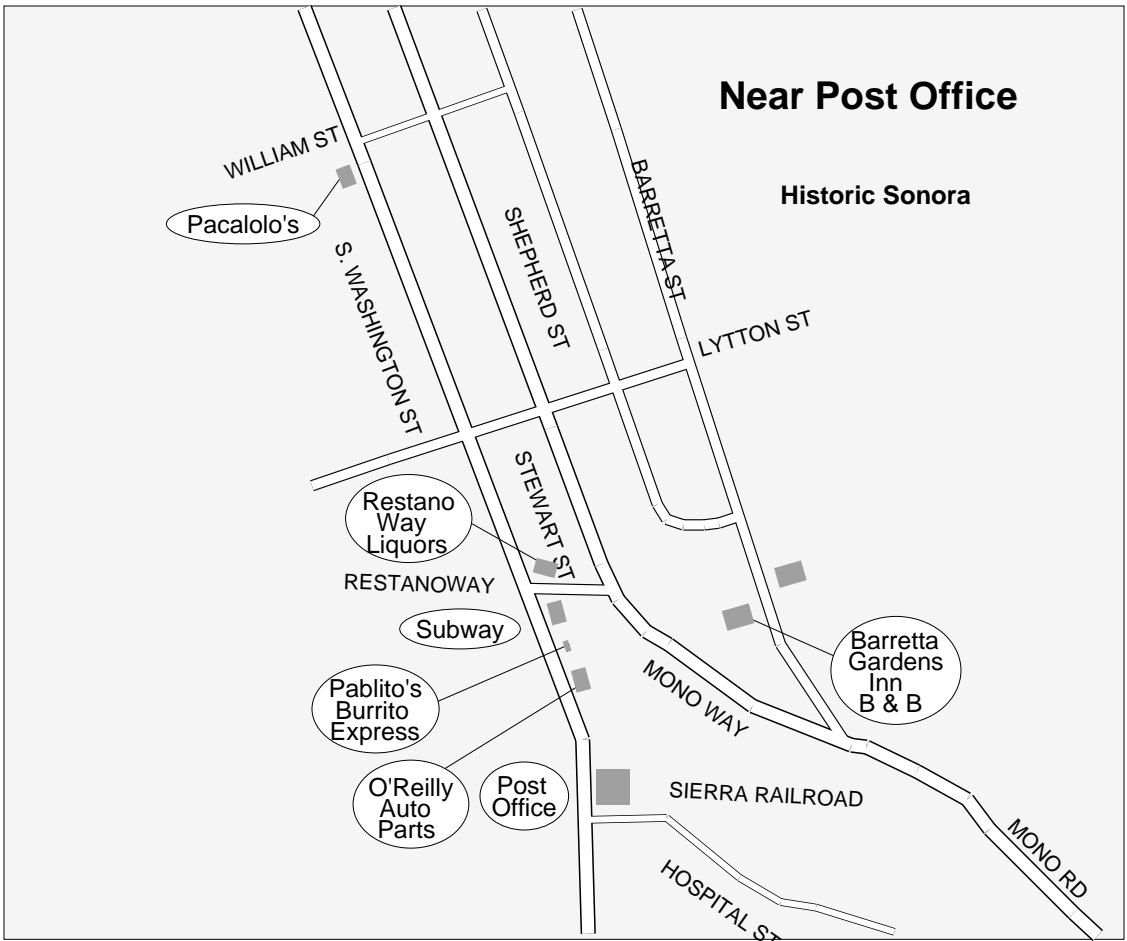 Near Post Office
WILLIAM ST
BARRETTA ST
Historic Sonora
Pacalolo's
SHEPHERD ST
S. WASHINGTON ST
LYTTON ST
STEWART ST
Restano
Way
Liquors
RESTANOWAY
Subway
Barretta
Gardens
Inn
B & B
Pablito's
Burrito
Express
MONO WAY
O'Reilly
Auto
Parts
Post
Office
SIERRA RAILROAD
MONO RD
HOSPITAL ST